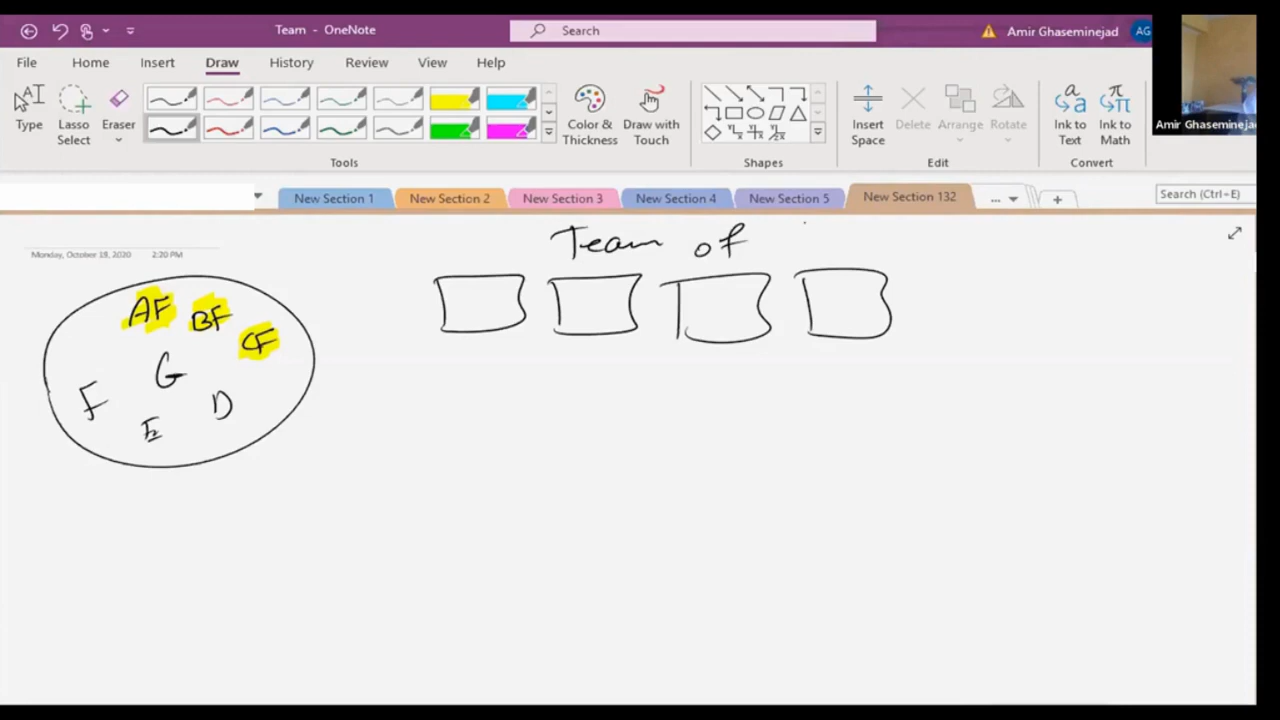 Team - OneNote
Search
Amir Ghaseminejad
AG
File Home Insert Draw History Review View Help
Type
Lasso Select
Eraser
Color & Thickness
Draw with Touch
Insert Space
Delete
Arrange
Rotate
Ink to Text
Ink to Math
Amir Ghaseminejad
Tools
Shapes
Edit
Convert
New Section 1
New Section 2
New Section 3
New Section 4
New Section 5
New Section 132
...
Search (Ctrl+E)
Monday, October 19, 2020 2:20 PM
Team of
AF BF
CF
G
F D
E